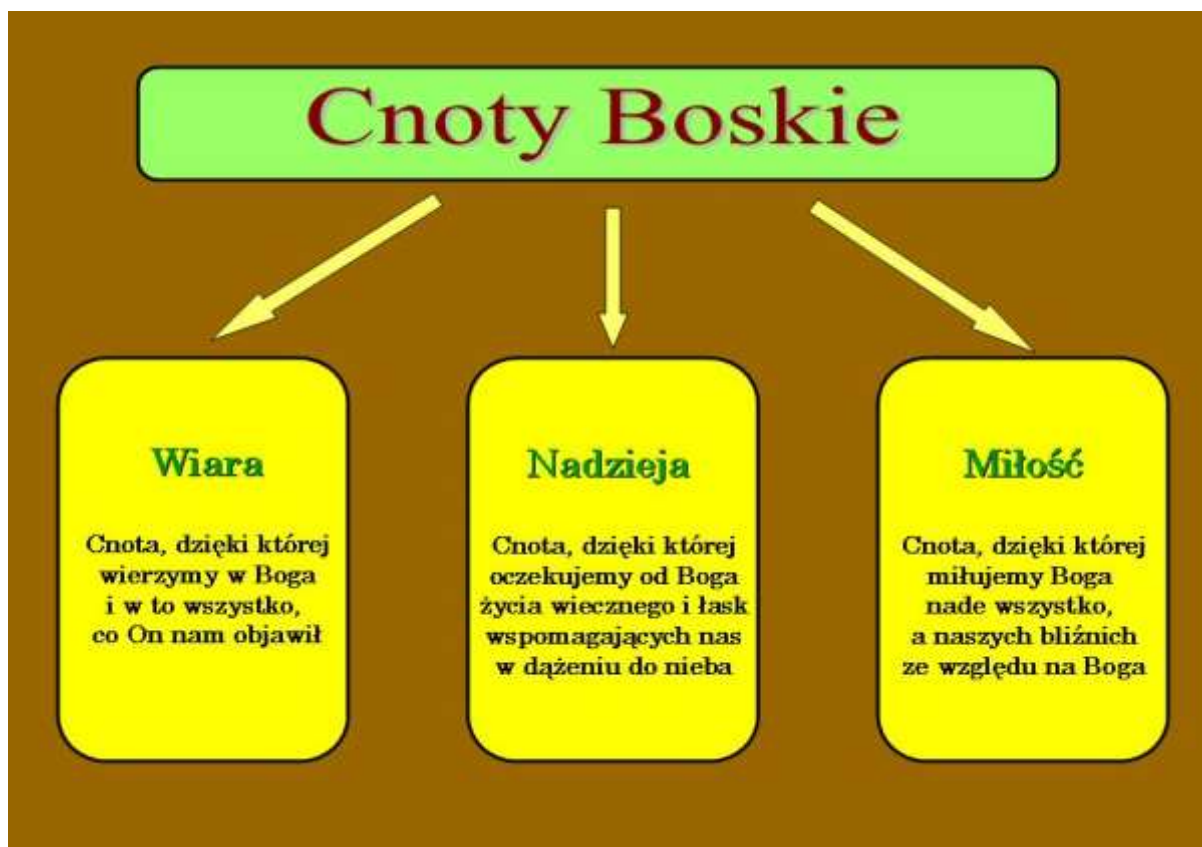 Cnoty Boskie
Wiara
Cnota, dzięki której
wierzymy w Boga
i w to wszystko,
co On nam objawił
Nadzieja
Cnota, dzięki której
oczekujemy od Boga
życia wiecznego i łask
wspomagających nas
w dążeniu do nieba
Miłość
Cnota, dzięki której
miłujemy Boga
nade wszystko,
a naszych bliźnich
ze względu na Boga